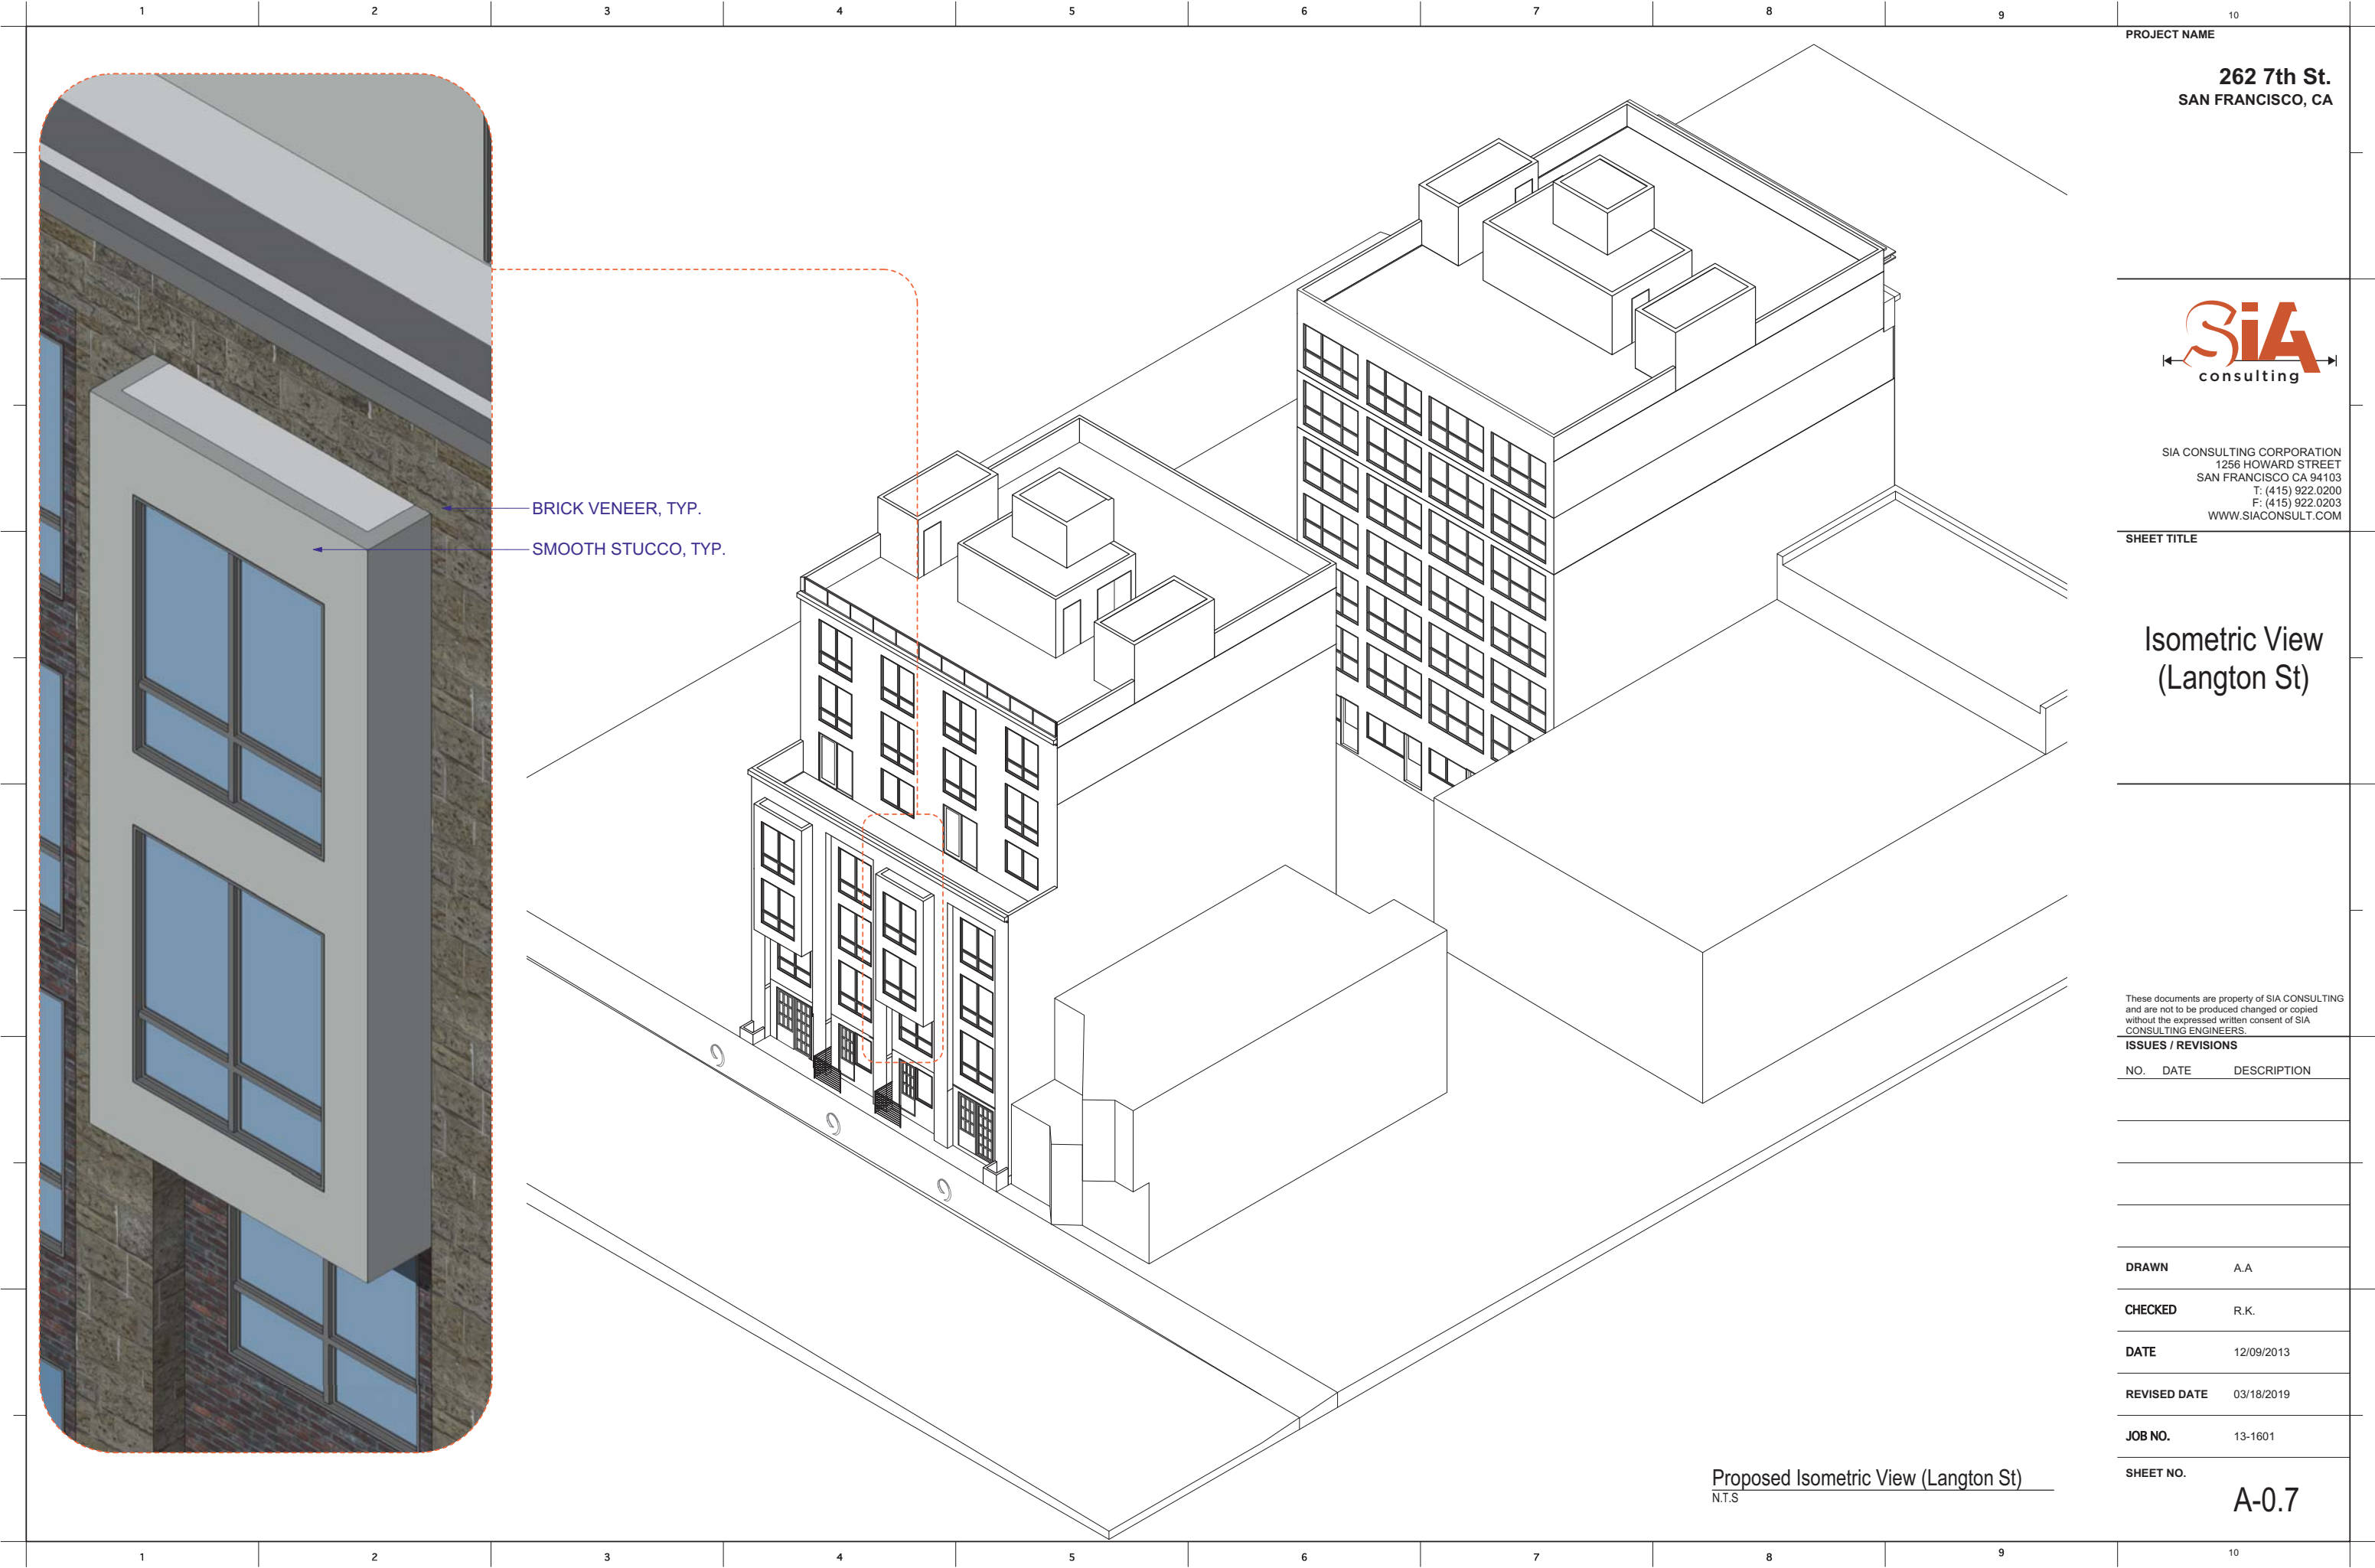 1 2 3 4 5 6 7 8 9 10
PROJECT NAME
262 7th St.
SAN FRANCISCO, CA
SiA
consulting
SIA CONSULTING CORPORATION
1256 HOWARD STREET
SAN FRANCISCO CA 94103
T: (415) 922.0200
F: (415) 922.0203
WWW.SIACONSULT.COM
SHEET TITLE
Isometric View
(Langton St)
BRICK VENEER, TYP.
SMOOTH STUCCO, TYP.
These documents are property of SIA CONSULTING
and are not to be produced changed or copied
without the expressed written consent of SIA
CONSULTING ENGINEERS.
ISSUES / REVISIONS
NO. DATE DESCRIPTION
DRAWN A.A
CHECKED R.K.
DATE 12/09/2013
REVISED DATE 03/18/2019
JOB NO. 13-1601
SHEET NO.
A-0.7
Proposed Isometric View (Langton St)
N.T.S
1 2 3 4 5 6 7 8 9 10